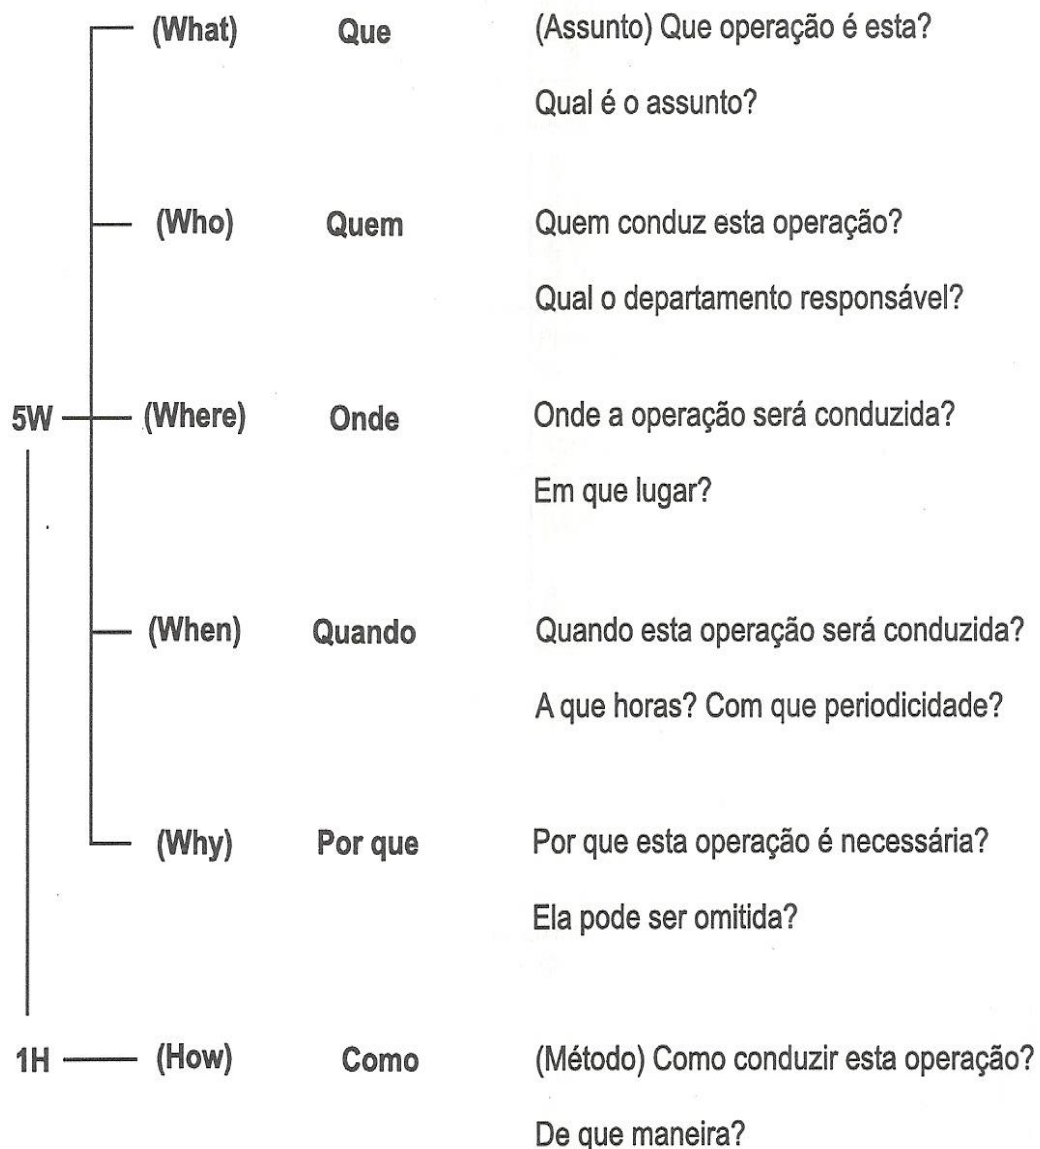 (What) Que (Assunto) Que operação é esta?
Qual é o assunto?
(Who) Quem Quem conduz esta operação?
Qual o departamento responsável?
5W (Where) Onde Onde a operação será conduzida?
Em que lugar?
(When) Quando Quando esta operação será conduzida?
A que horas? Com que periodicidade?
(Why) Por que Por que esta operação é necessária?
Ela pode ser omitida?
1H (How) Como (Método) Como conduzir esta operação?
De que maneira?